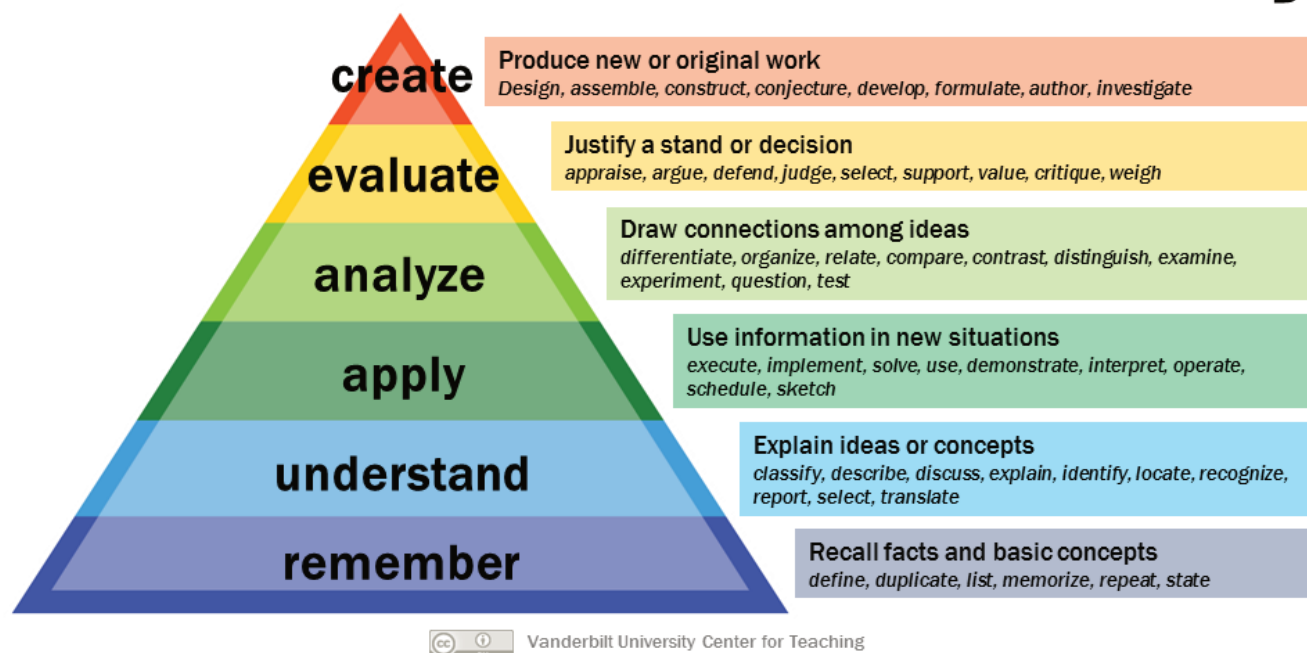 create
Produce new or original work
Design, assemble, construct, conjecture, develop, formulate, author, investigate
evaluate
Justify a stand or decision
appraise, argue, defend, judge, select, support, value, critique, weigh
analyze
Draw connections among ideas
differentiate, organize, relate, compare, contrast, distinguish, examine,
experiment, question, test
apply
Use information in new situations
execute, implement, solve, use, demonstrate, interpret, operate,
schedule, sketch
understand
Explain ideas or concepts
classify, describe, discuss, explain, identify, locate, recognize,
report, select, translate
remember
Recall facts and basic concepts
define, duplicate, list, memorize, repeat, state
cc
Vanderbilt University Center for Teaching